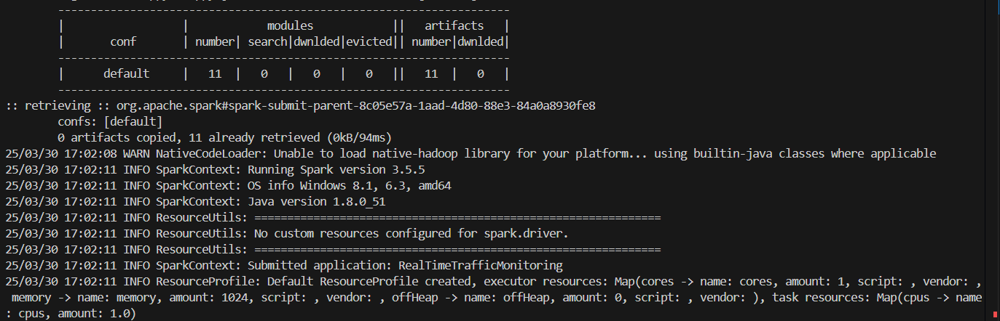 ---------------------------------------------------------------------
|                  |            modules            ||   artifacts   |
|       conf       | number| search|dwnlded|evicted|| number|dwnlded|
---------------------------------------------------------------------
|      default     |   11  |   0   |   0   |   0   ||   11  |   0   |
---------------------------------------------------------------------
:: retrieving :: org.apache.spark#spark-submit-parent-8c05e57a-1aad-4d80-88e3-84a0a8930fe8
confs: [default]
0 artifacts copied, 11 already retrieved (0kB/94ms)
25/03/30 17:02:08 WARN NativeCodeLoader: Unable to load native-hadoop library for your platform... using builtin-java classes where applicable
25/03/30 17:02:11 INFO SparkContext: Running Spark version 3.5.5
25/03/30 17:02:11 INFO SparkContext: OS info Windows 8.1, 6.3, amd64
25/03/30 17:02:11 INFO SparkContext: Java version 1.8.0_51
25/03/30 17:02:11 INFO ResourceUtils: ==============================================================
25/03/30 17:02:11 INFO ResourceUtils: No custom resources configured for spark.driver.
25/03/30 17:02:11 INFO ResourceUtils: ==============================================================
25/03/30 17:02:11 INFO SparkContext: Submitted application: RealTimeTrafficMonitoring
25/03/30 17:02:11 INFO ResourceProfile: Default ResourceProfile created, executor resources: Map(cores -> name: cores, amount: 1, script: , vendor: ,
memory -> name: memory, amount: 1024, script: , vendor: , offHeap -> name: offHeap, amount: 0, script: , vendor: ), task resources: Map(cpus -> name
: cpus, amount: 1.0)